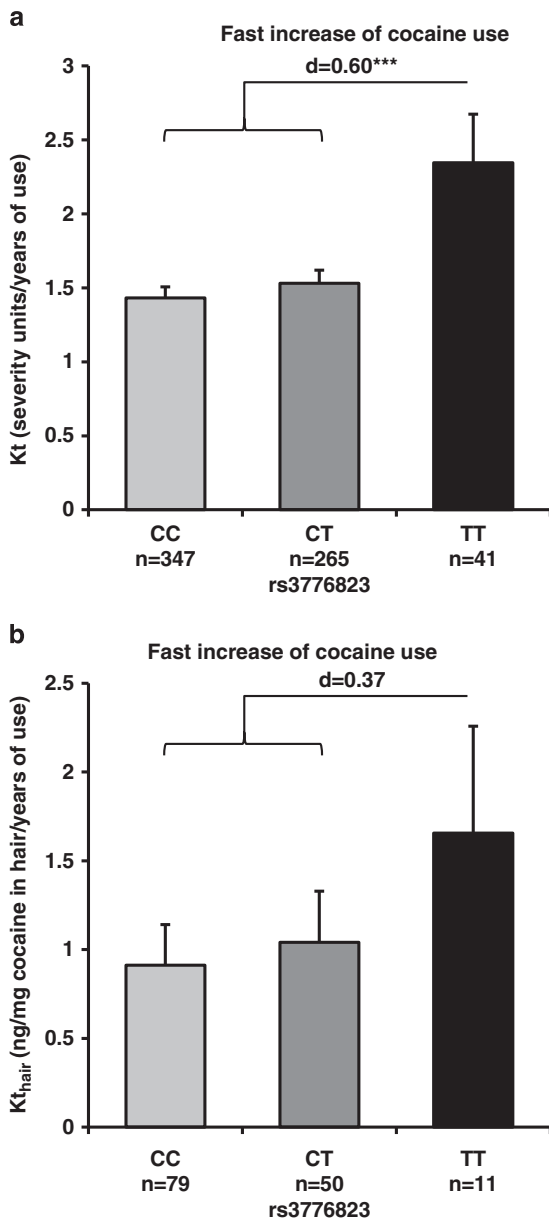 a
Fast increase of cocaine use
d=0.60***
3
2.5
2
1.5
1
0.5
0
Kt (severity units/years of use)
CC CT TT
n=347 n=265 n=41
rs3776823
b
Fast increase of cocaine use
d=0.37
2.5
2
1.5
1
0.5
0
Kthair (ng/mg cocaine in hair/years of use)
CC CT TT
n=79 n=50 n=11
rs3776823